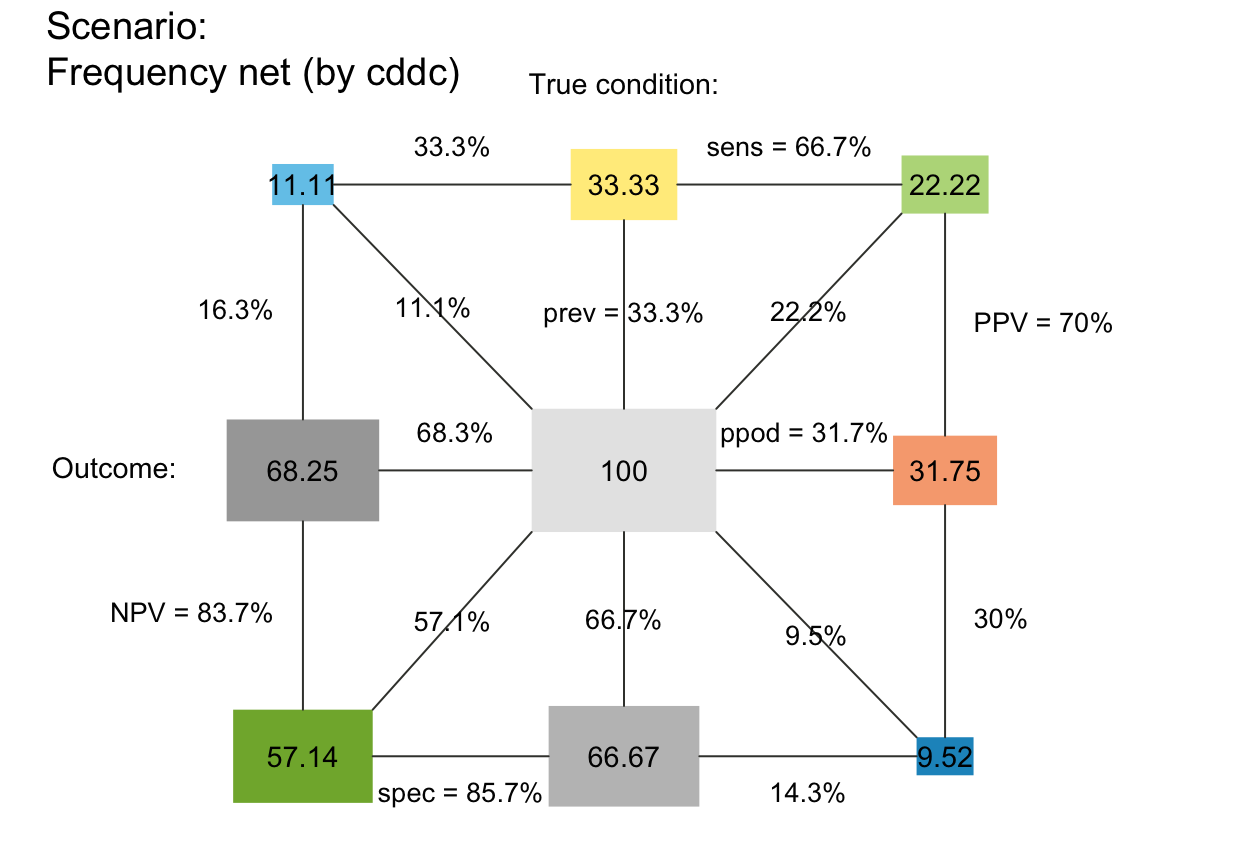 Scenario:
Frequency net (by cddc)
True condition:
33.3%
sens = 66.7%
11.11
33.33
22.22
16.3%
11.1%
prev = 33.3%
22.2%
PPV = 70%
68.3%
ppod = 31.7%
Outcome:
68.25
100
31.75
NPV = 83.7%
57.1%
66.7%
9.5%
30%
57.14
66.67
9.52
spec = 85.7%
14.3%